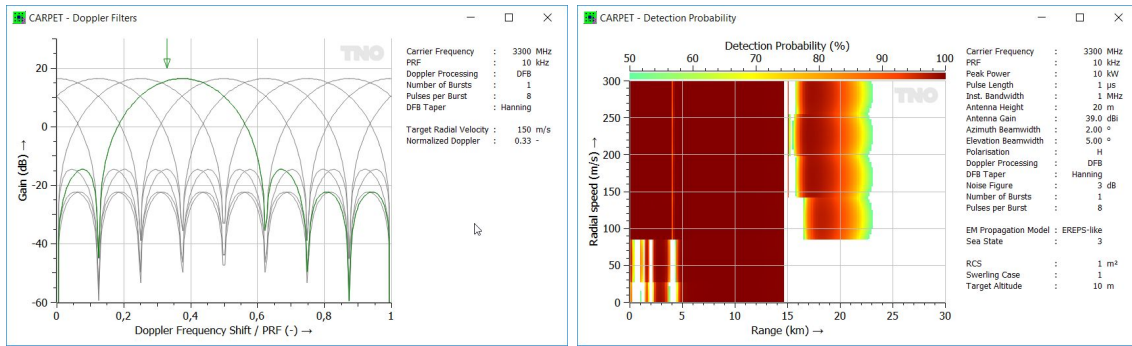 CARPET - Doppler Filters
TNO
20
0
-20
-40
-60
Gain (dB) →
0 0,2 0,4 0,6 0,8 1
Doppler Frequency Shift / PRF (-) →
Carrier Frequency : 3300 MHz
PRF : 10 kHz
Doppler Processing : DFB
Number of Bursts : 1
Pulses per Burst : 8
DFB Taper : Hanning
Target Radial Velocity : 150 m/s
Normalized Doppler : 0.33 -
CARPET - Detection Probability
Detection Probability (%)
50 60 70 80 90 100
TNO
300
250
200
150
100
50
0
Radial speed (m/s) →
0 5 10 15 20 25 30
Range (km) →
Carrier Frequency : 3300 MHz
PRF : 10 kHz
Peak Power : 10 kW
Pulse Length : 1 µs
Inst. Bandwidth : 1 MHz
Antenna Height : 20 m
Antenna Gain : 39.0 dBi
Azimuth Beamwidth : 2.00 °
Elevation Beamwidth : 5.00 °
Polarisation : H
Doppler Processing : DFB
DFB Taper : Hanning
Noise Figure : 3 dB
Number of Bursts : 1
Pulses per Burst : 8
EM Propagation Model : EREPS-like
Sea State : 3
RCS : 1 m²
Swerling Case : 1
Target Altitude : 10 m